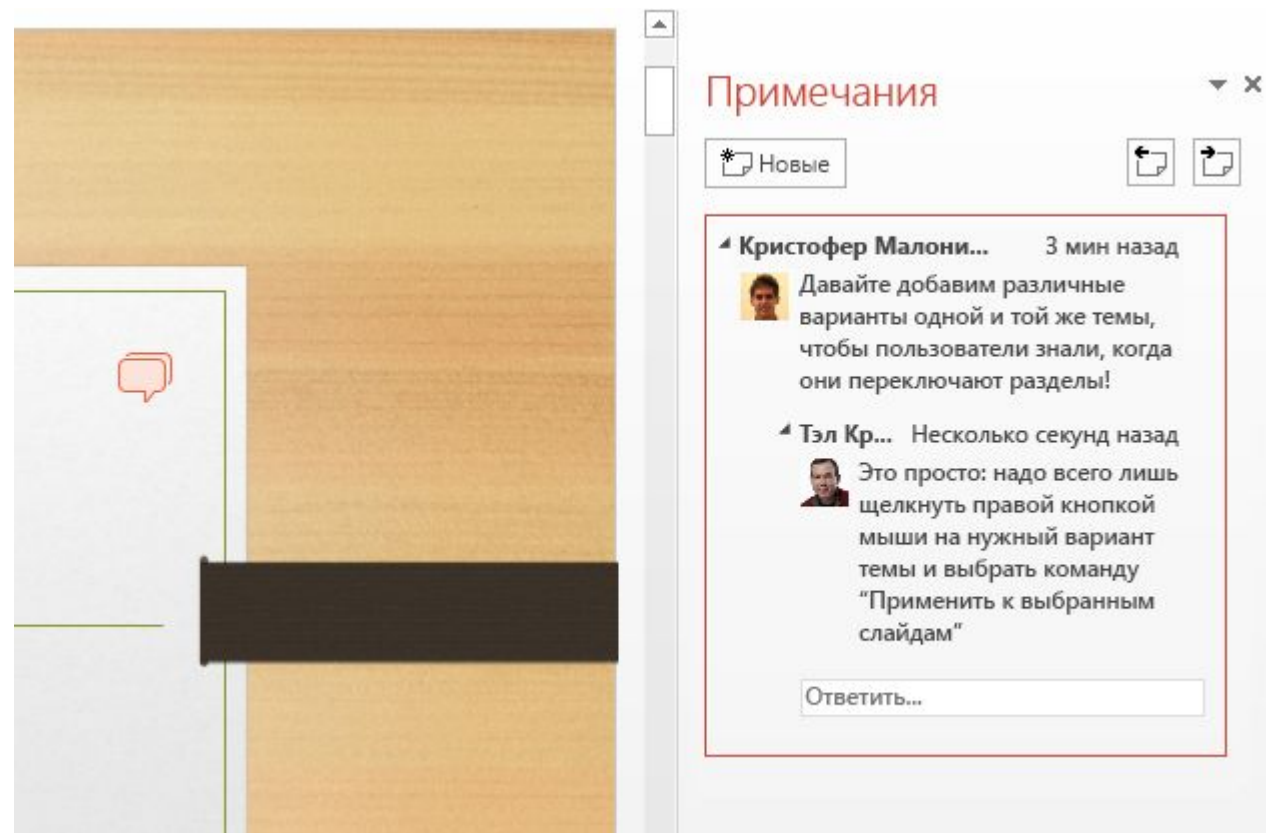 Примечания
Новые
Кристофер Малони... 3 мин назад
Давайте добавим различные
варианты одной и той же темы,
чтобы пользователи знали, когда
они переключают разделы!
Тэл Кр... Несколько секунд назад
Это просто: надо всего лишь
щелкнуть правой кнопкой
мыши на нужный вариант
темы и выбрать команду
“Применить к выбранным
слайдам”
Ответить...